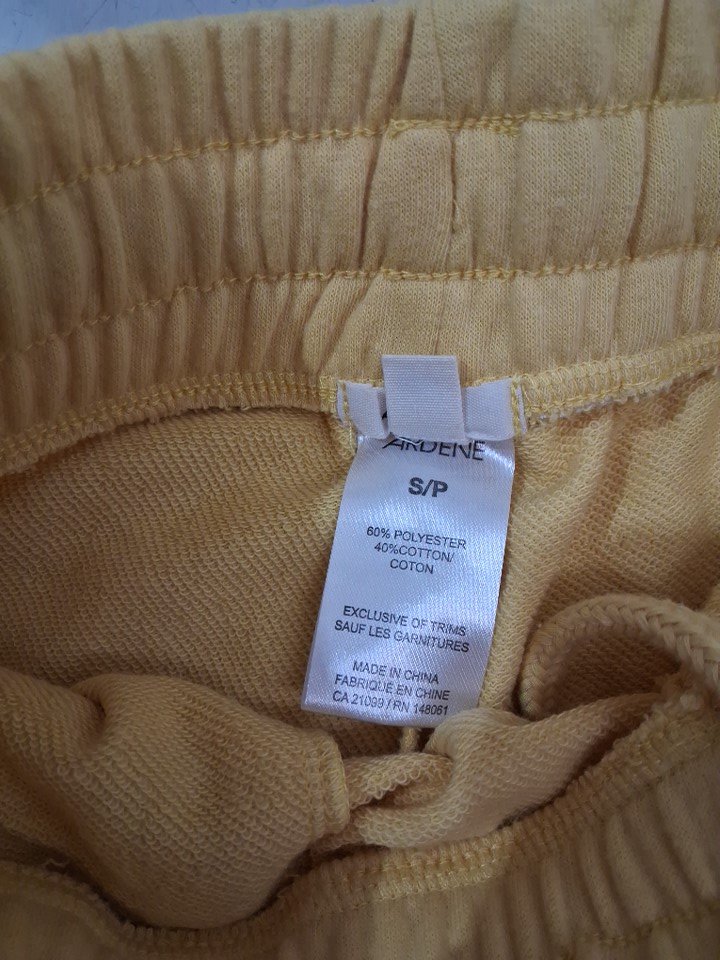 ARDENE
S/P
60% POLYESTER
40%COTTON/
COTON
EXCLUSIVE OF TRIMS
SAUF LES GARNITURES
MADE IN CHINA
FABRIQUE EN CHINE
CA 21099 / RN 148061